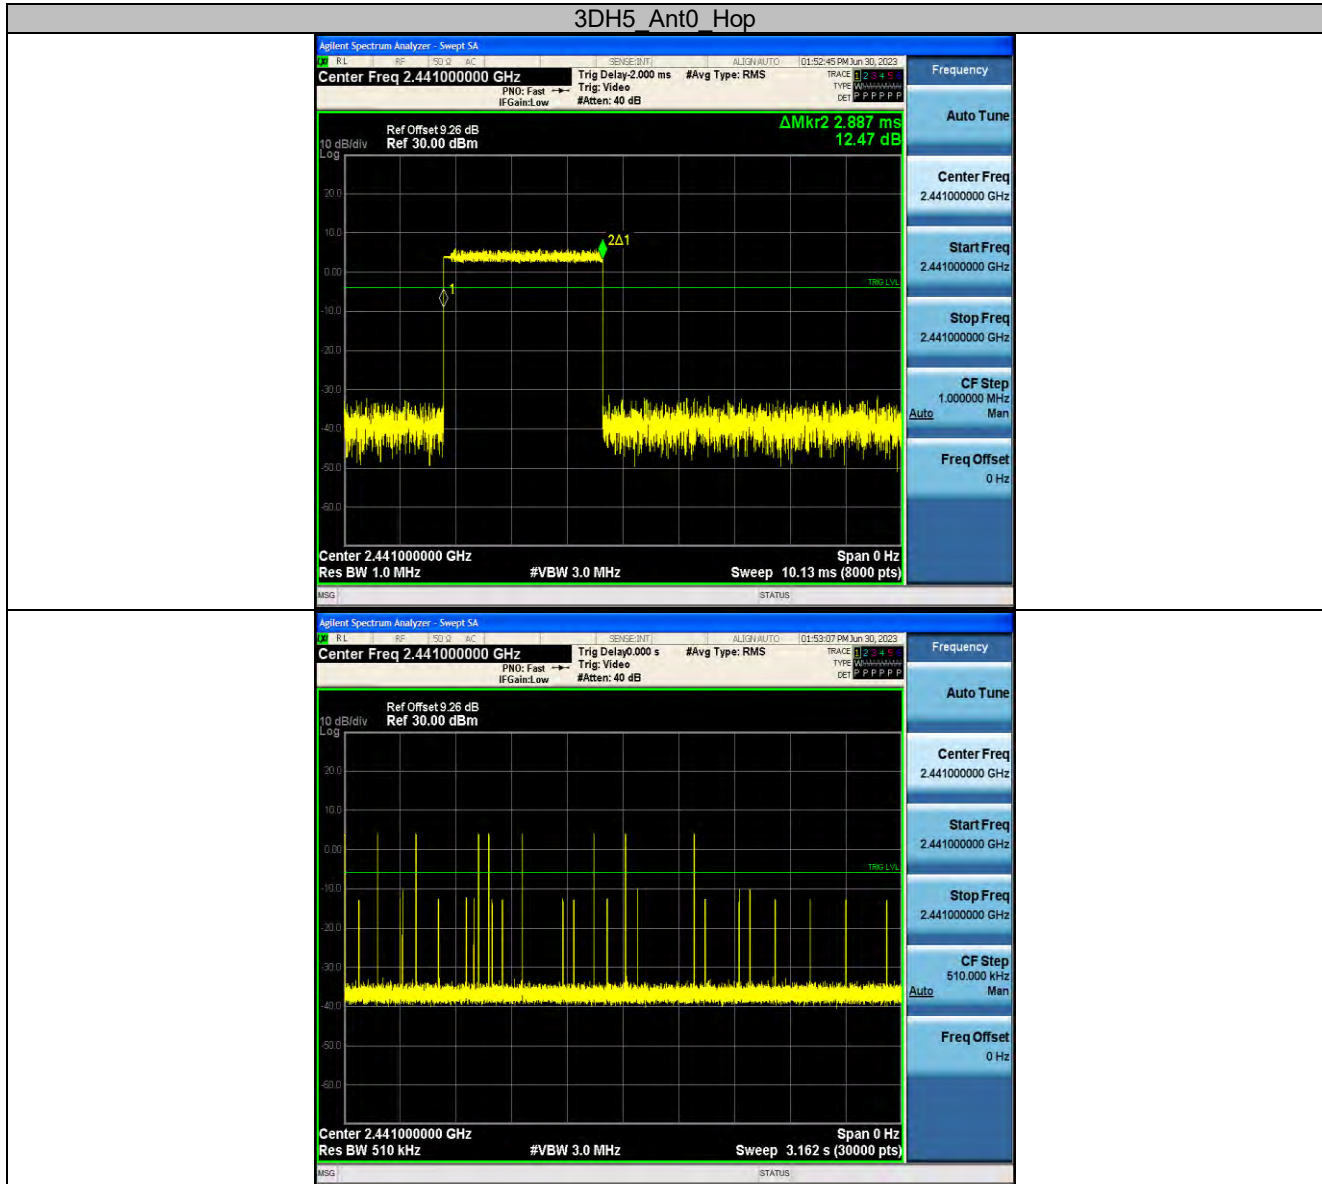 3DH5_Ant0_Hop
Agilent Spectrum Analyzer - Swept SA
RL RF 50 Ω AC SENSE:INT ALIGN AUTO 01:52:45 PM Jun 30, 2023
Center Freq 2.441000000 GHz
Trig Delay-2.000 ms #Avg Type: RMS
TRACE 1 2 3 4 5 6
PNO: Fast Trig: Video
TYPE
IFGain:Low #Atten: 40 dB
DET P P P P P P
ΔMkr2 2.887 ms
12.47 dB
Ref Offset 9.26 dB
10 dB/div Ref 30.00 dBm
Log
20.0
10.0
0.00
-10.0
-20.0
-30.0
-40.0
-50.0
-60.0
1
2Δ1
TRIG LVL
Center 2.441000000 GHz Span 0 Hz
Res BW 1.0 MHz #VBW 3.0 MHz Sweep 10.13 ms (8000 pts)
MSG STATUS
Frequency
Auto Tune
Center Freq
2.441000000 GHz
Start Freq
2.441000000 GHz
Stop Freq
2.441000000 GHz
CF Step
1.000000 MHz
Auto Man
Freq Offset
0 Hz
Agilent Spectrum Analyzer - Swept SA
RL RF 50 Ω AC SENSE:INT ALIGN AUTO 01:53:07 PM Jun 30, 2023
Center Freq 2.441000000 GHz
Trig Delay0.000 s #Avg Type: RMS
TRACE 1 2 3 4 5 6
PNO: Fast Trig: Video
TYPE
IFGain:Low #Atten: 40 dB
DET P P P P P P
Ref Offset 9.26 dB
10 dB/div Ref 30.00 dBm
Log
20.0
10.0
0.00
-10.0
-20.0
-30.0
-40.0
-50.0
-60.0
TRIG LVL
Center 2.441000000 GHz Span 0 Hz
Res BW 510 kHz #VBW 3.0 MHz Sweep 3.162 s (30000 pts)
MSG STATUS
Frequency
Auto Tune
Center Freq
2.441000000 GHz
Start Freq
2.441000000 GHz
Stop Freq
2.441000000 GHz
CF Step
510.000 kHz
Auto Man
Freq Offset
0 Hz